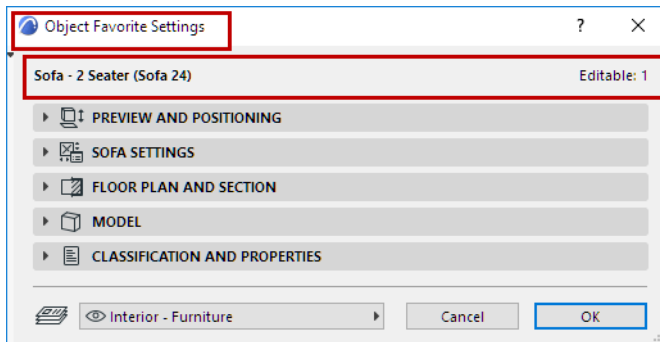 Object Favorite Settings ?
Sofa - 2 Seater (Sofa 24) Editable: 1
PREVIEW AND POSITIONING
SOFA SETTINGS
FLOOR PLAN AND SECTION
MODEL
CLASSIFICATION AND PROPERTIES
Interior - Furniture Cancel OK